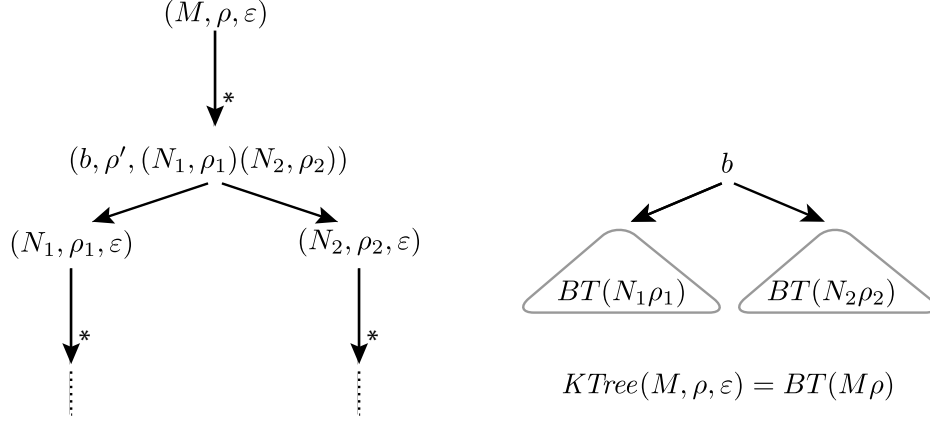 (M, ρ, ε)
*
(b, ρ′, (N₁, ρ₁)(N₂, ρ₂))
b
(N₁, ρ₁, ε) (N₂, ρ₂, ε)
BT(N₁ρ₁) BT(N₂ρ₂)
* *
KTree(M, ρ, ε) = BT(Mρ)